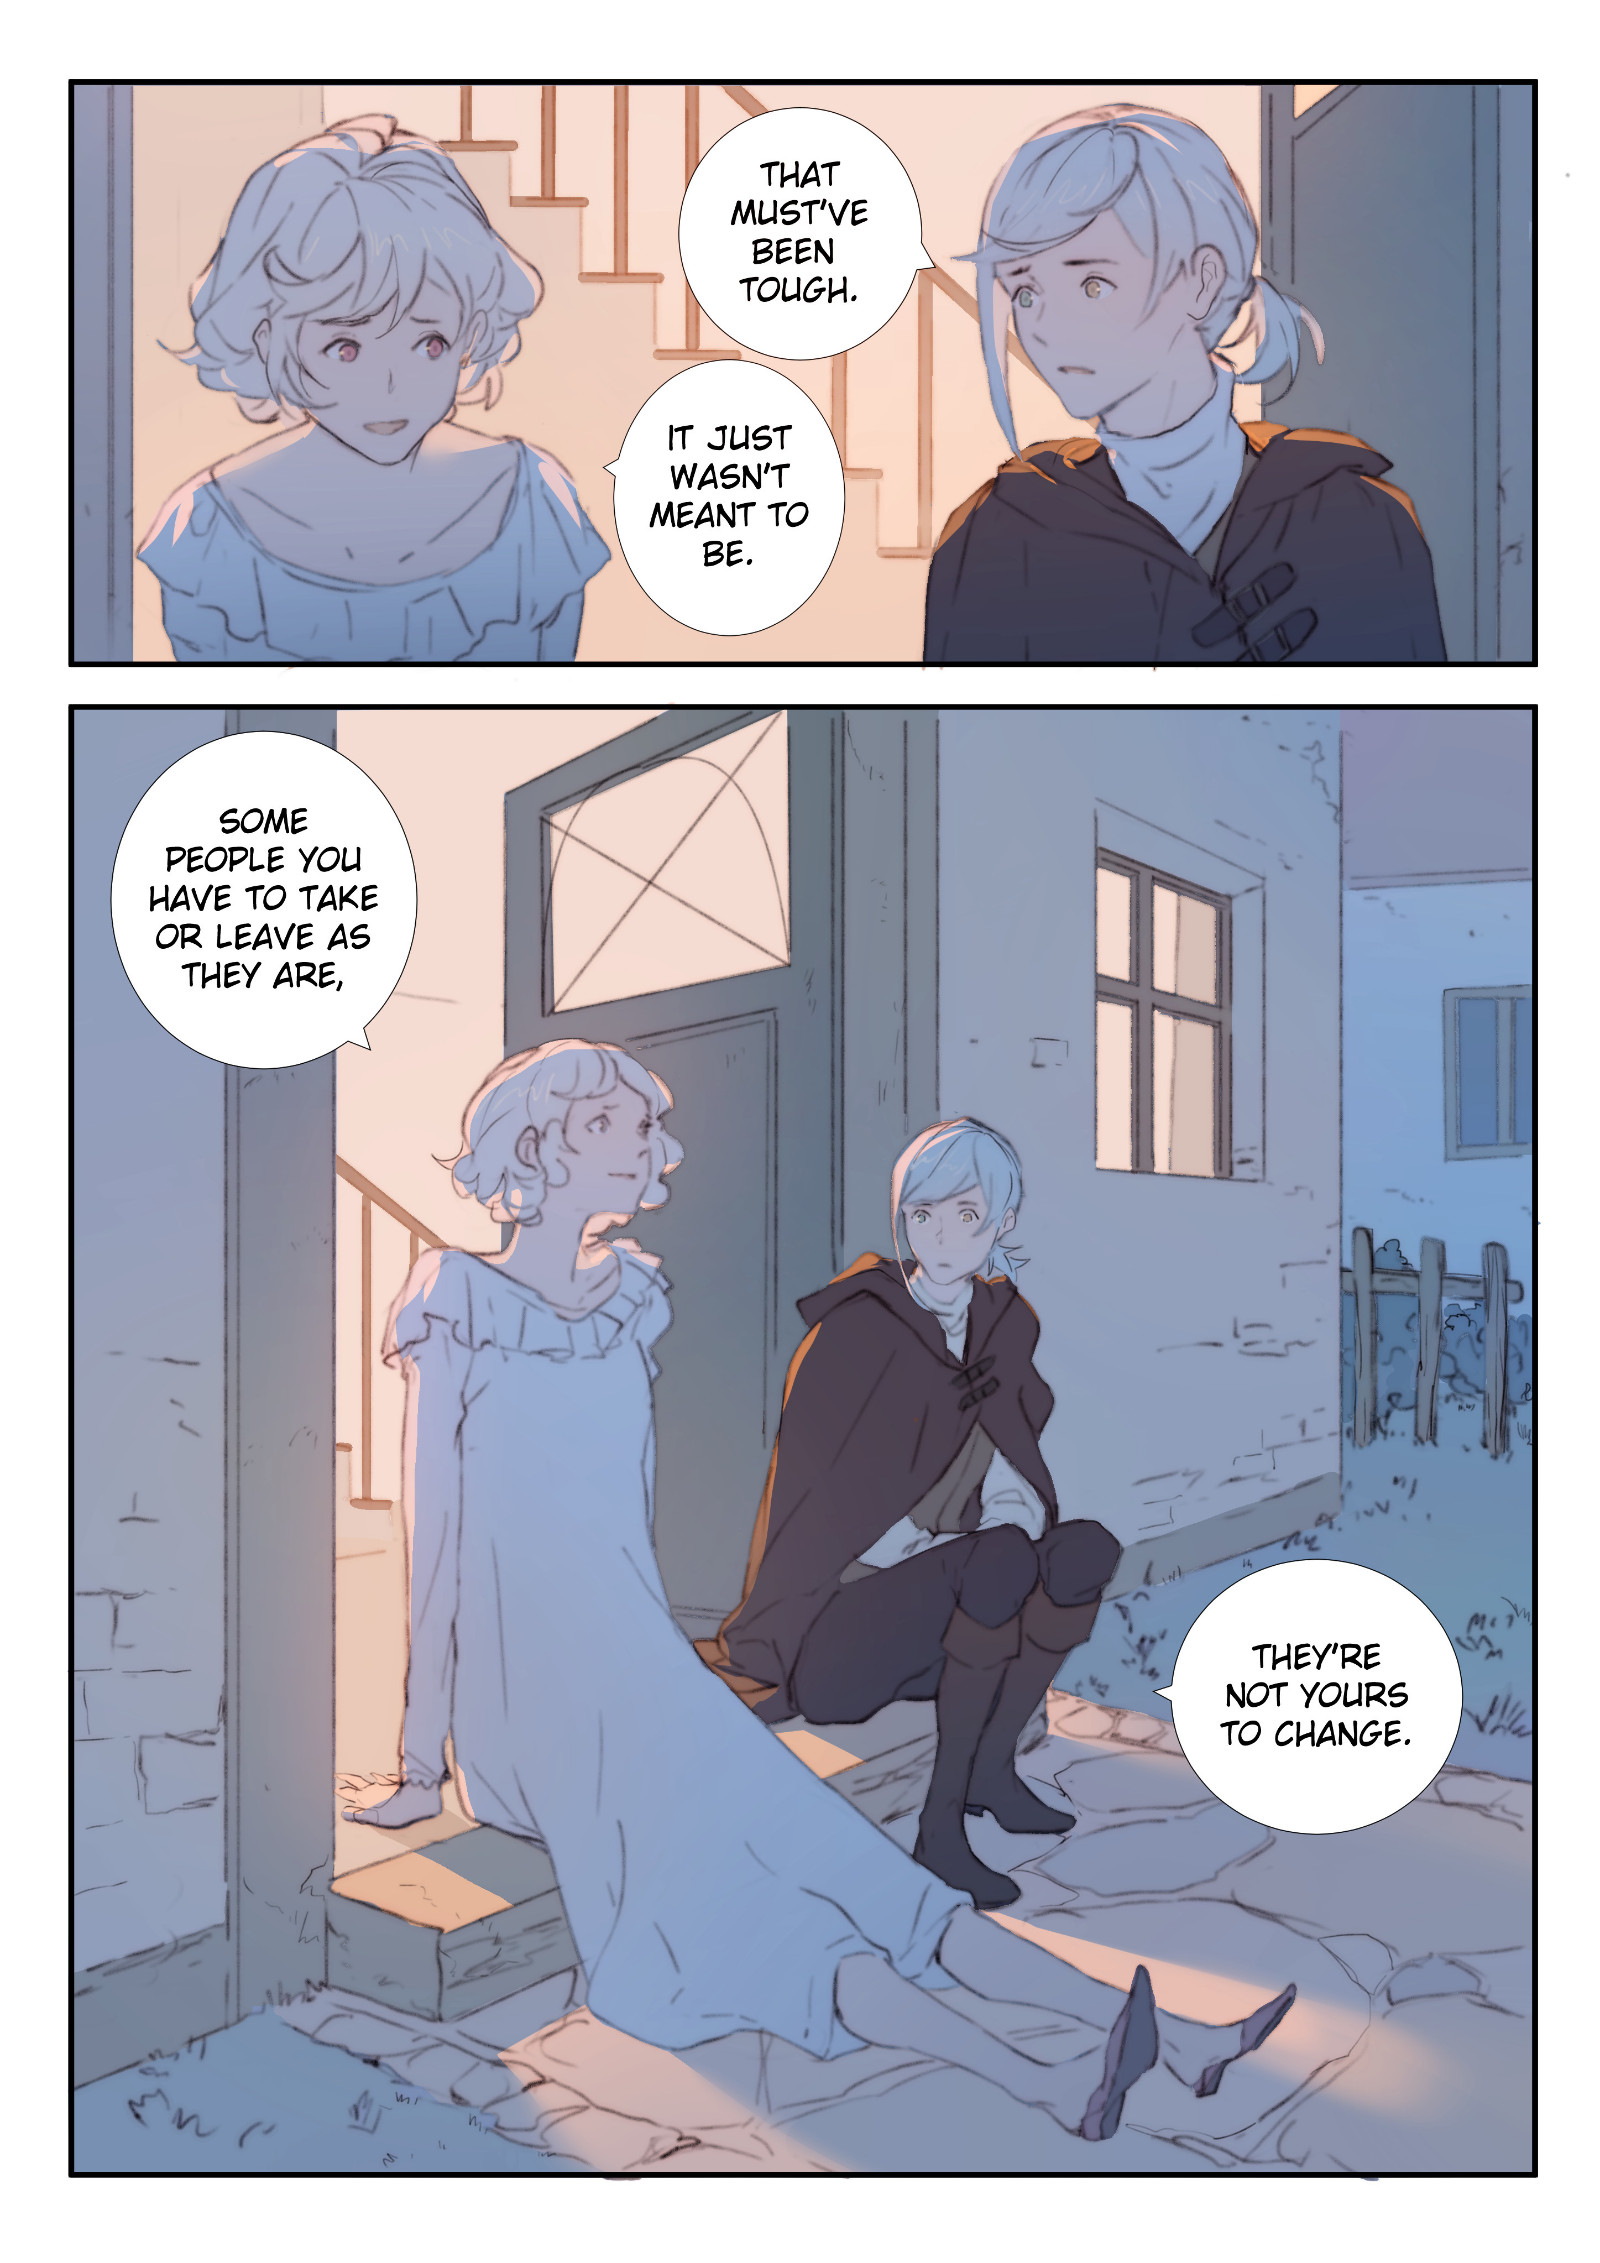 THAT
MUST'VE
BEEN
TOUGH.
IT JUST
WASN'T
MEANT TO
BE.
SOME
PEOPLE YOU
HAVE TO TAKE
OR LEAVE AS
THEY ARE,
THEY'RE
NOT YOURS
TO CHANGE.